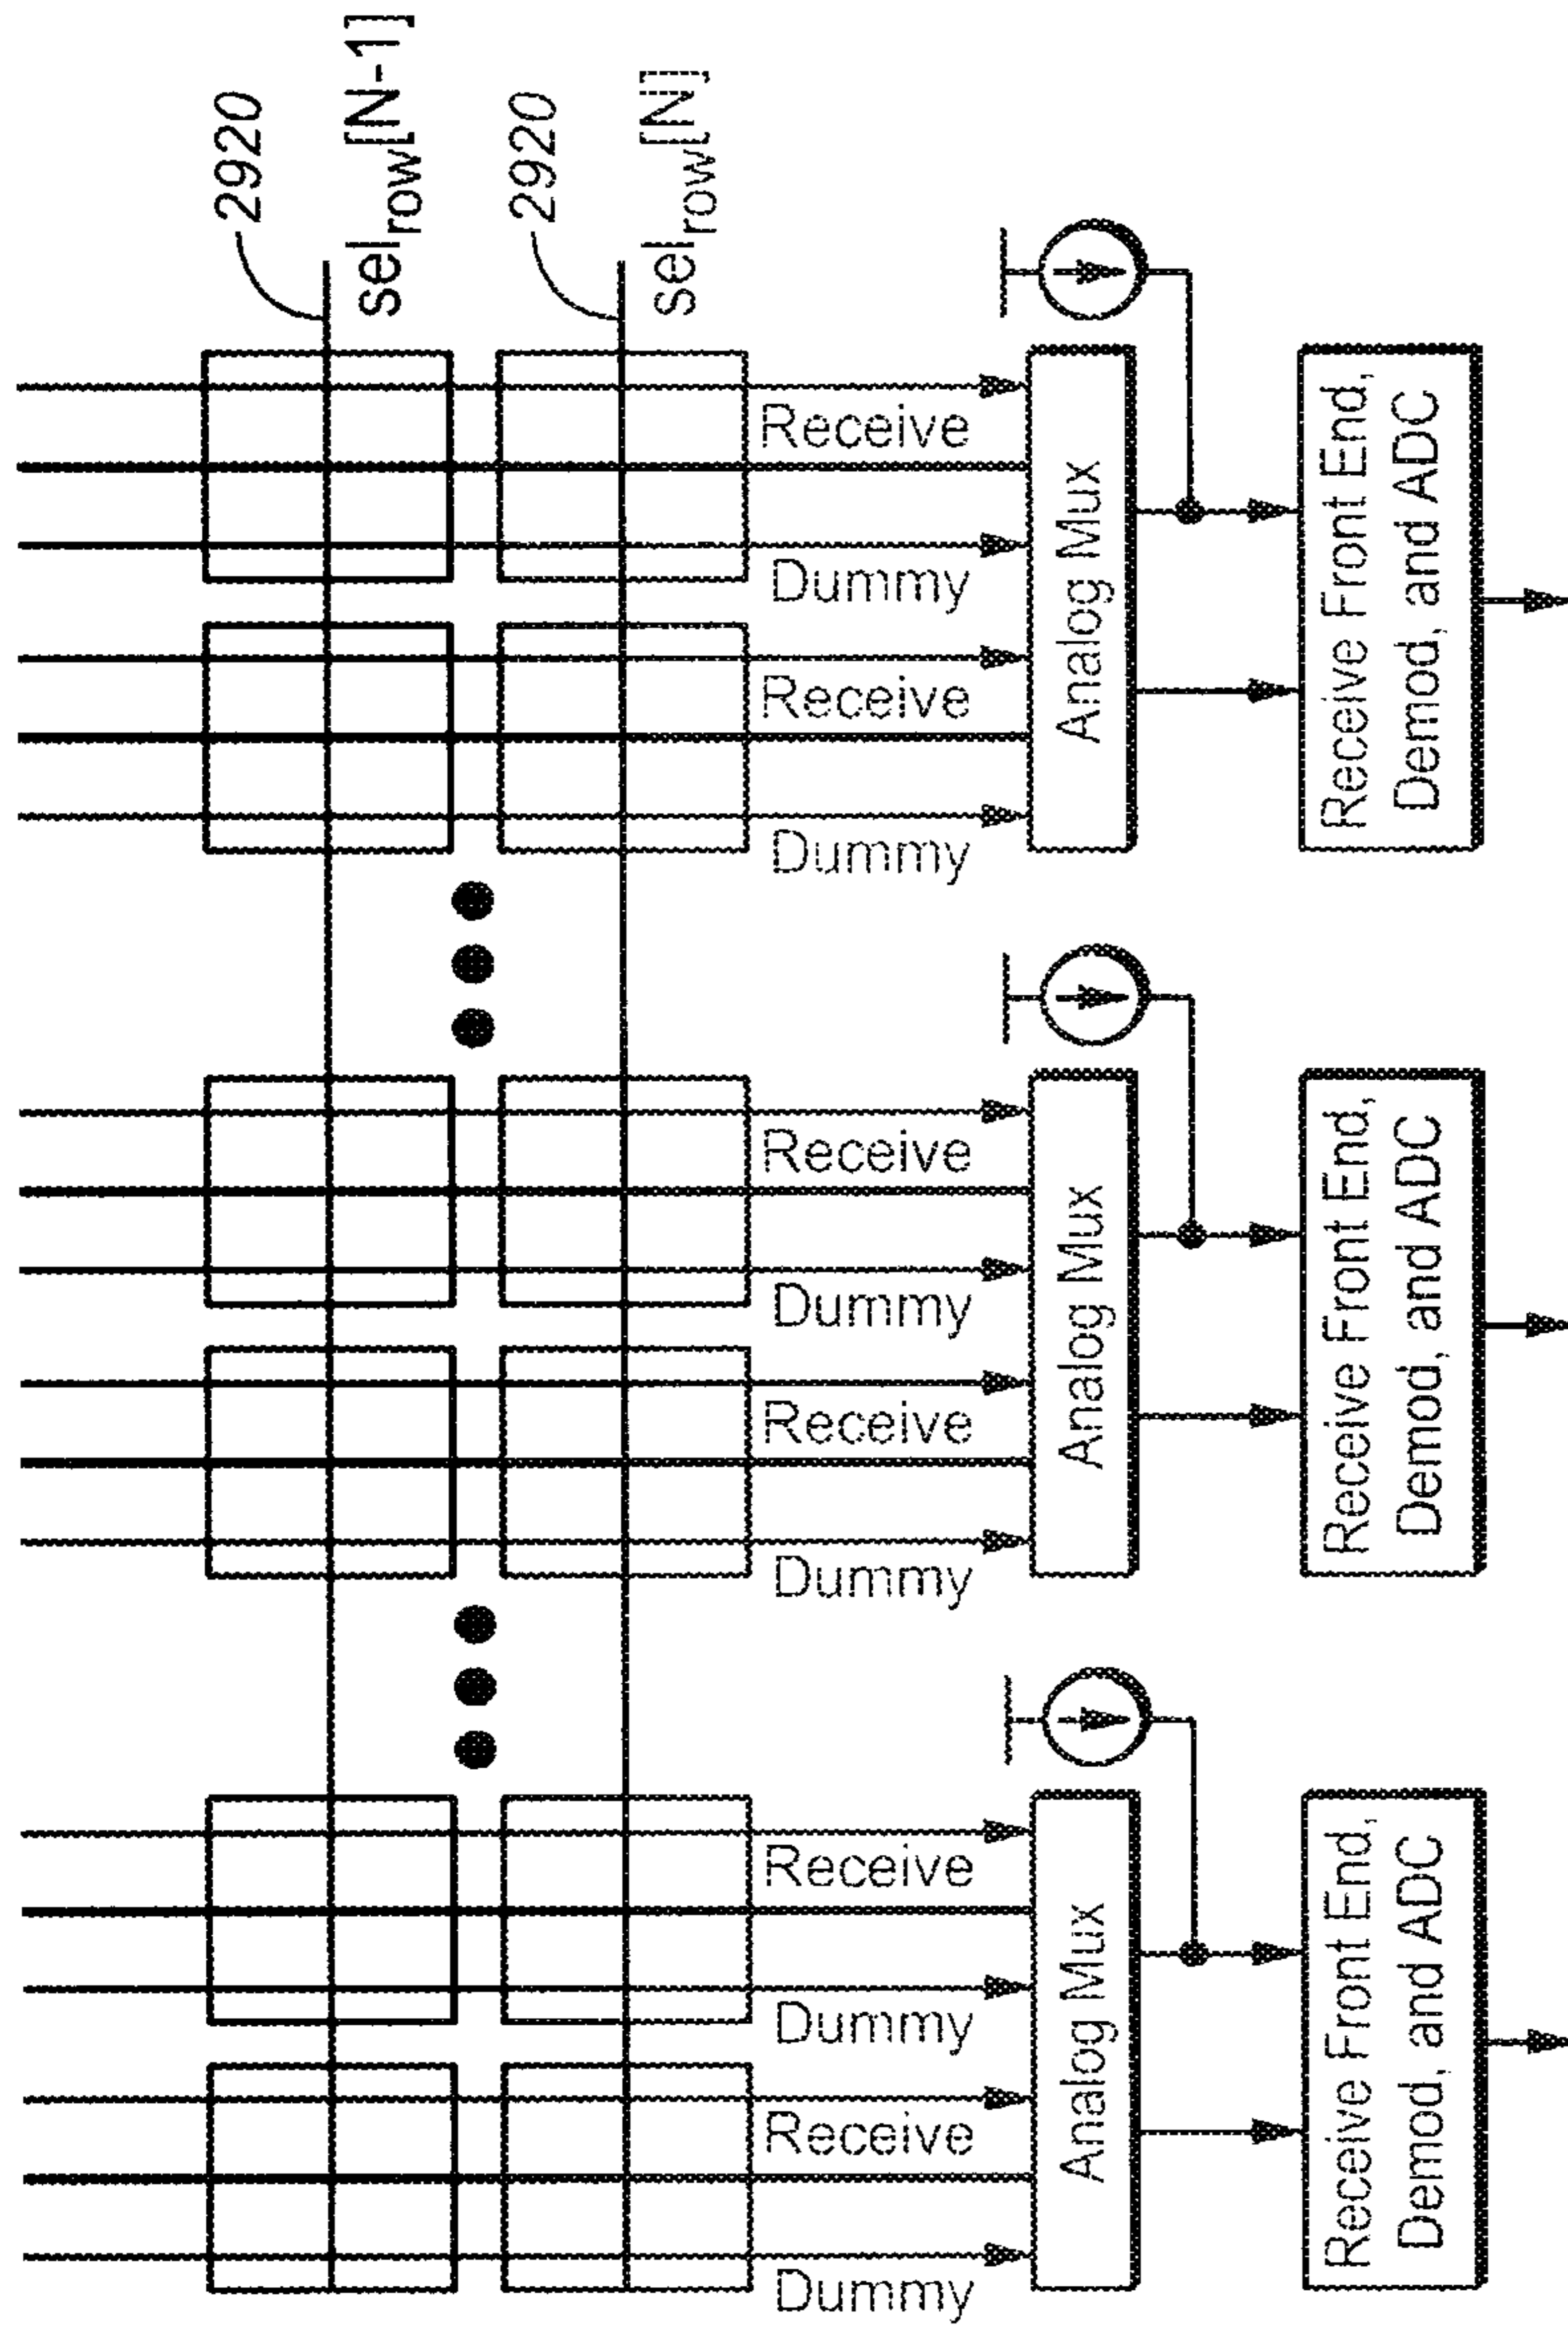 2920
sel_row[N-1]
2920
sel_row[N]
Dummy
Receive
Dummy
Receive
Dummy
Receive
Dummy
Receive
Dummy
Receive
Dummy
Receive
Analog Mux
Analog Mux
Analog Mux
Receive Front End,
Demod, and ADC
Receive Front End,
Demod, and ADC
Receive Front End,
Demod, and ADC